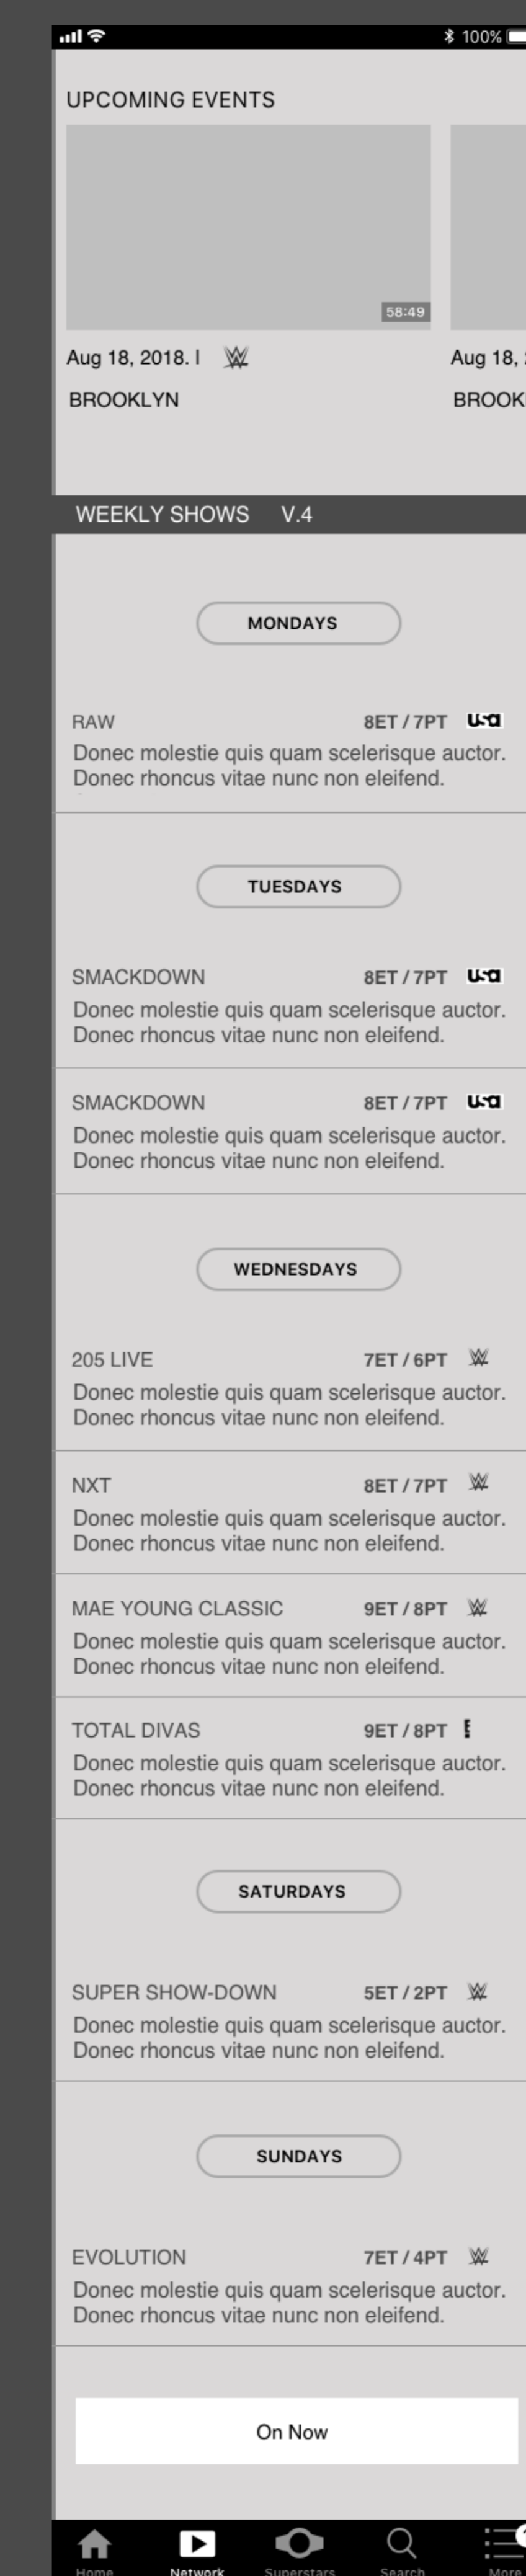 100%
UPCOMING EVENTS
58:49
Aug 18, 2018. | W Aug 18,
BROOKLYN BROOK
WEEKLY SHOWS V.4
MONDAYS
RAW 8ET / 7PT usa
Donec molestie quis quam scelerisque auctor.
Donec rhoncus vitae nunc non eleifend.
TUESDAYS
SMACKDOWN 8ET / 7PT usa
Donec molestie quis quam scelerisque auctor.
Donec rhoncus vitae nunc non eleifend.
SMACKDOWN 8ET / 7PT usa
Donec molestie quis quam scelerisque auctor.
Donec rhoncus vitae nunc non eleifend.
WEDNESDAYS
205 LIVE 7ET / 6PT W
Donec molestie quis quam scelerisque auctor.
Donec rhoncus vitae nunc non eleifend.
NXT 8ET / 7PT W
Donec molestie quis quam scelerisque auctor.
Donec rhoncus vitae nunc non eleifend.
MAE YOUNG CLASSIC 9ET / 8PT W
Donec molestie quis quam scelerisque auctor.
Donec rhoncus vitae nunc non eleifend.
TOTAL DIVAS 9ET / 8PT E!
Donec molestie quis quam scelerisque auctor.
Donec rhoncus vitae nunc non eleifend.
SATURDAYS
SUPER SHOW-DOWN 5ET / 2PT W
Donec molestie quis quam scelerisque auctor.
Donec rhoncus vitae nunc non eleifend.
SUNDAYS
EVOLUTION 7ET / 4PT W
Donec molestie quis quam scelerisque auctor.
Donec rhoncus vitae nunc non eleifend.
On Now
Home Network Superstars Search More